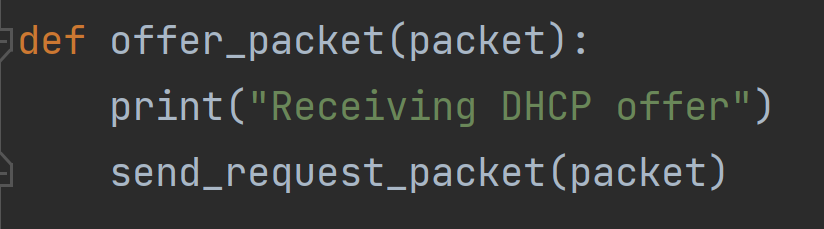 def offer_packet(packet):
    print("Receiving DHCP offer")
    send_request_packet(packet)